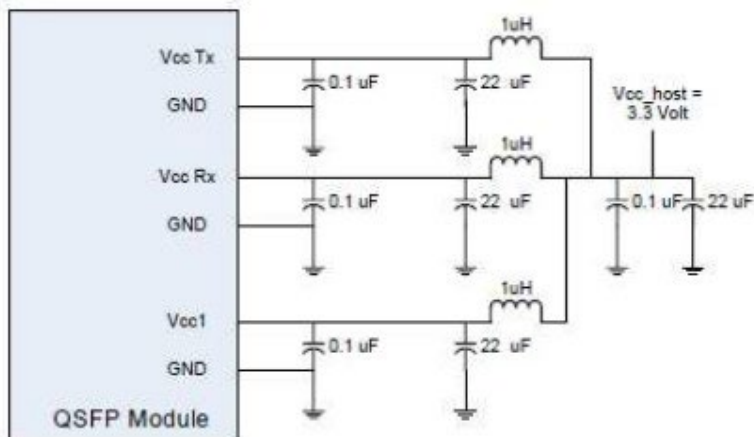 1uH
Vcc Tx
0.1 uF
22 uF
GND
Vcc_host =
3.3 Volt
1uH
Vcc Rx
0.1 uF
22 uF
0.1 uF
22 uF
GND
1uH
Vcc1
0.1 uF
22 uF
GND
QSFP Module